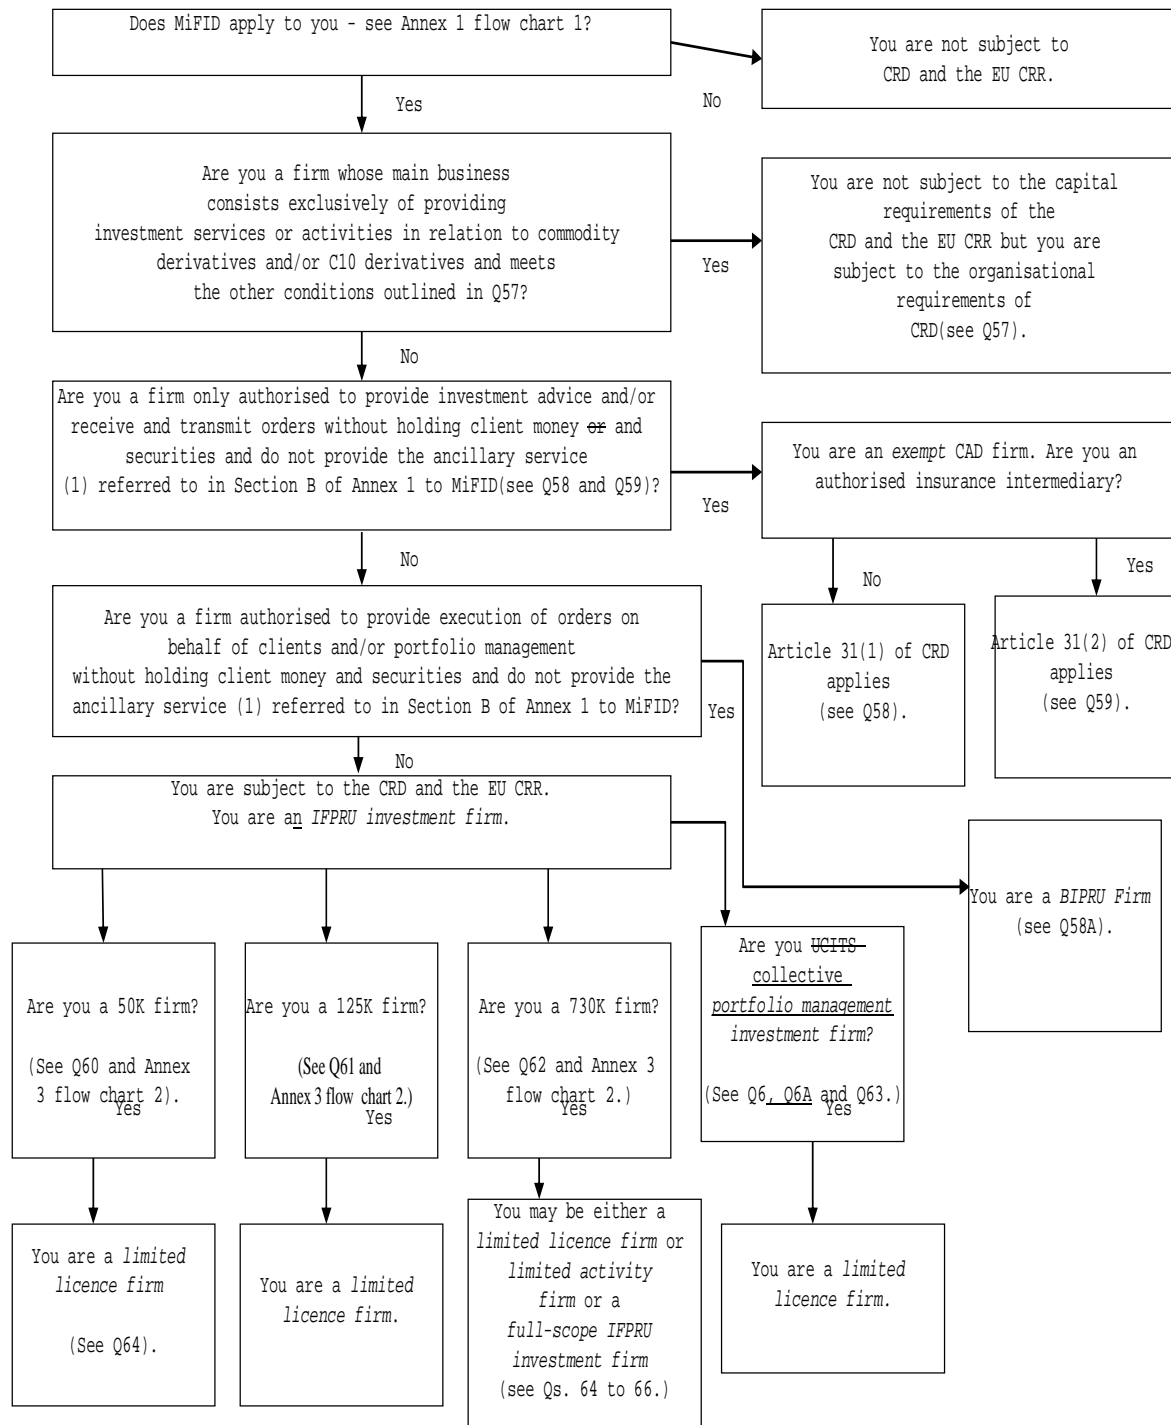 Does MiFID apply to you - see Annex 1 flow chart 1?
You are not subject to
CRD and the EU CRR.
No
Yes
Are you a firm whose main business
consists exclusively of providing
investment services or activities in relation to commodity
derivatives and/or C10 derivatives and meets
the other conditions outlined in Q57?
Yes
You are not subject to the capital
requirements of the
CRD and the EU CRR but you are
subject to the organisational
requirements of
CRD(see Q57).
No
Are you a firm only authorised to provide investment advice and/or
receive and transmit orders without holding client money or and
securities and do not provide the ancillary service
(1) referred to in Section B of Annex 1 to MiFID(see Q58 and Q59)?
Yes
You are an exempt CAD firm. Are you an
authorised insurance intermediary?
No
No
Yes
Are you a firm authorised to provide execution of orders on
behalf of clients and/or portfolio management
without holding client money and securities and do not provide the
ancillary service (1) referred to in Section B of Annex 1 to MiFID?
Yes
Article 31(1) of CRD
applies
(see Q58).
Article 31(2) of CRD
applies
(see Q59).
No
You are subject to the CRD and the EU CRR.
You are an IFPRU investment firm.
You are a BIPRU Firm
(see Q58A).
Are you a 50K firm?
(See Q60 and Annex
3 flow chart 2).
Yes
Are you a 125K firm?
(See Q61 and
Annex 3 flow chart 2.)
Yes
Are you a 730K firm?
(See Q62 and Annex 3
flow chart 2.)
Yes
Are you UCITS
collective
portfolio management
investment firm?
(See Q6, Q6A and Q63.)
Yes
You are a limited
licence firm
(See Q64).
You are a limited
licence firm.
You may be either a
limited licence firm or
limited activity
firm or a
full-scope IFPRU
investment firm
(see Qs. 64 to 66.)
You are a limited
licence firm.